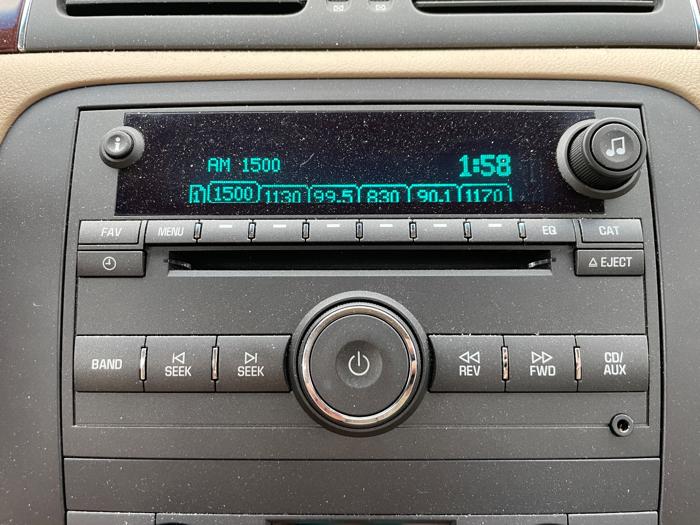 i
AM 1500 1:58
1 1500 1130 99.5 830 90.1 1170
FAV MENU EQ CAT
EJECT
BAND SEEK SEEK REV FWD CD/
AUX